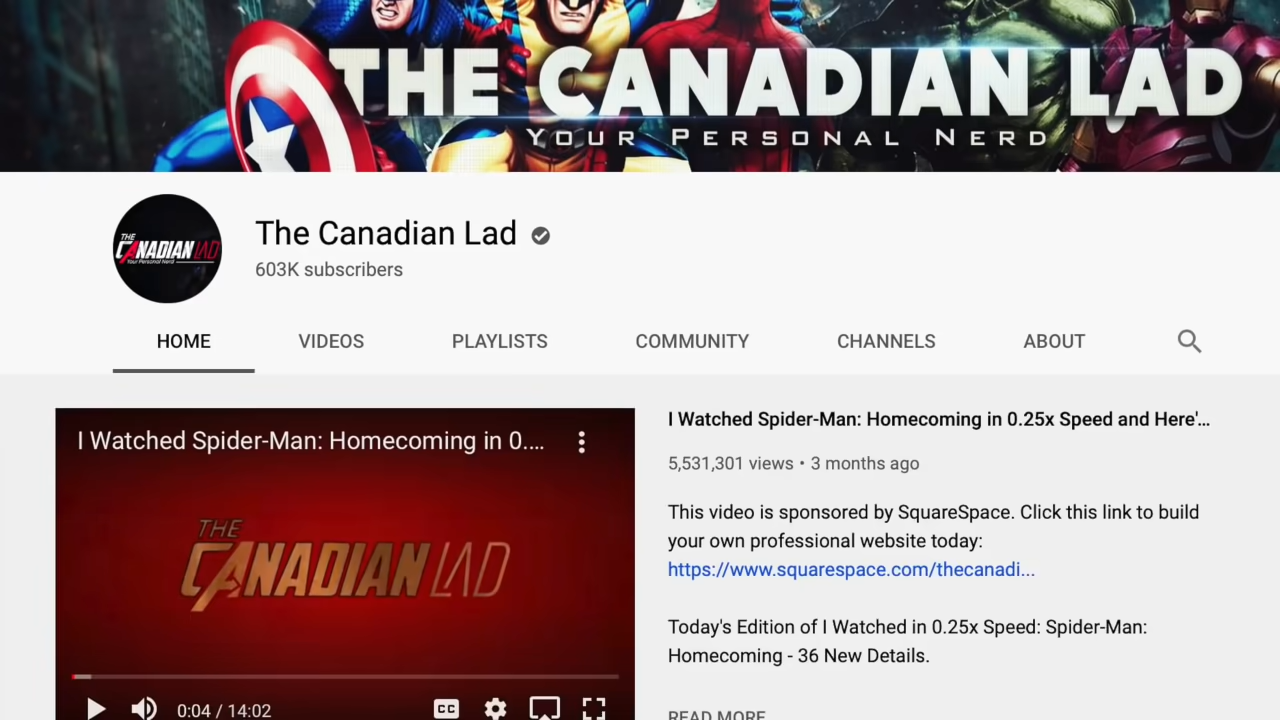 THE CANADIAN LAD
YOUR PERSONAL NERD
THE
CANADIAN LAD
Your Personal Nerd
The Canadian Lad
603K subscribers
HOME VIDEOS PLAYLISTS COMMUNITY CHANNELS ABOUT
I Watched Spider-Man: Homecoming in 0....
THE
CANADIAN LAD
0:04 / 14:02
CC
I Watched Spider-Man: Homecoming in 0.25x Speed and Here'...
5,531,301 views • 3 months ago
This video is sponsored by SquareSpace. Click this link to build
your own professional website today:
https://www.squarespace.com/thecanadi...
Today's Edition of I Watched in 0.25x Speed: Spider-Man:
Homecoming - 36 New Details.
READ MORE